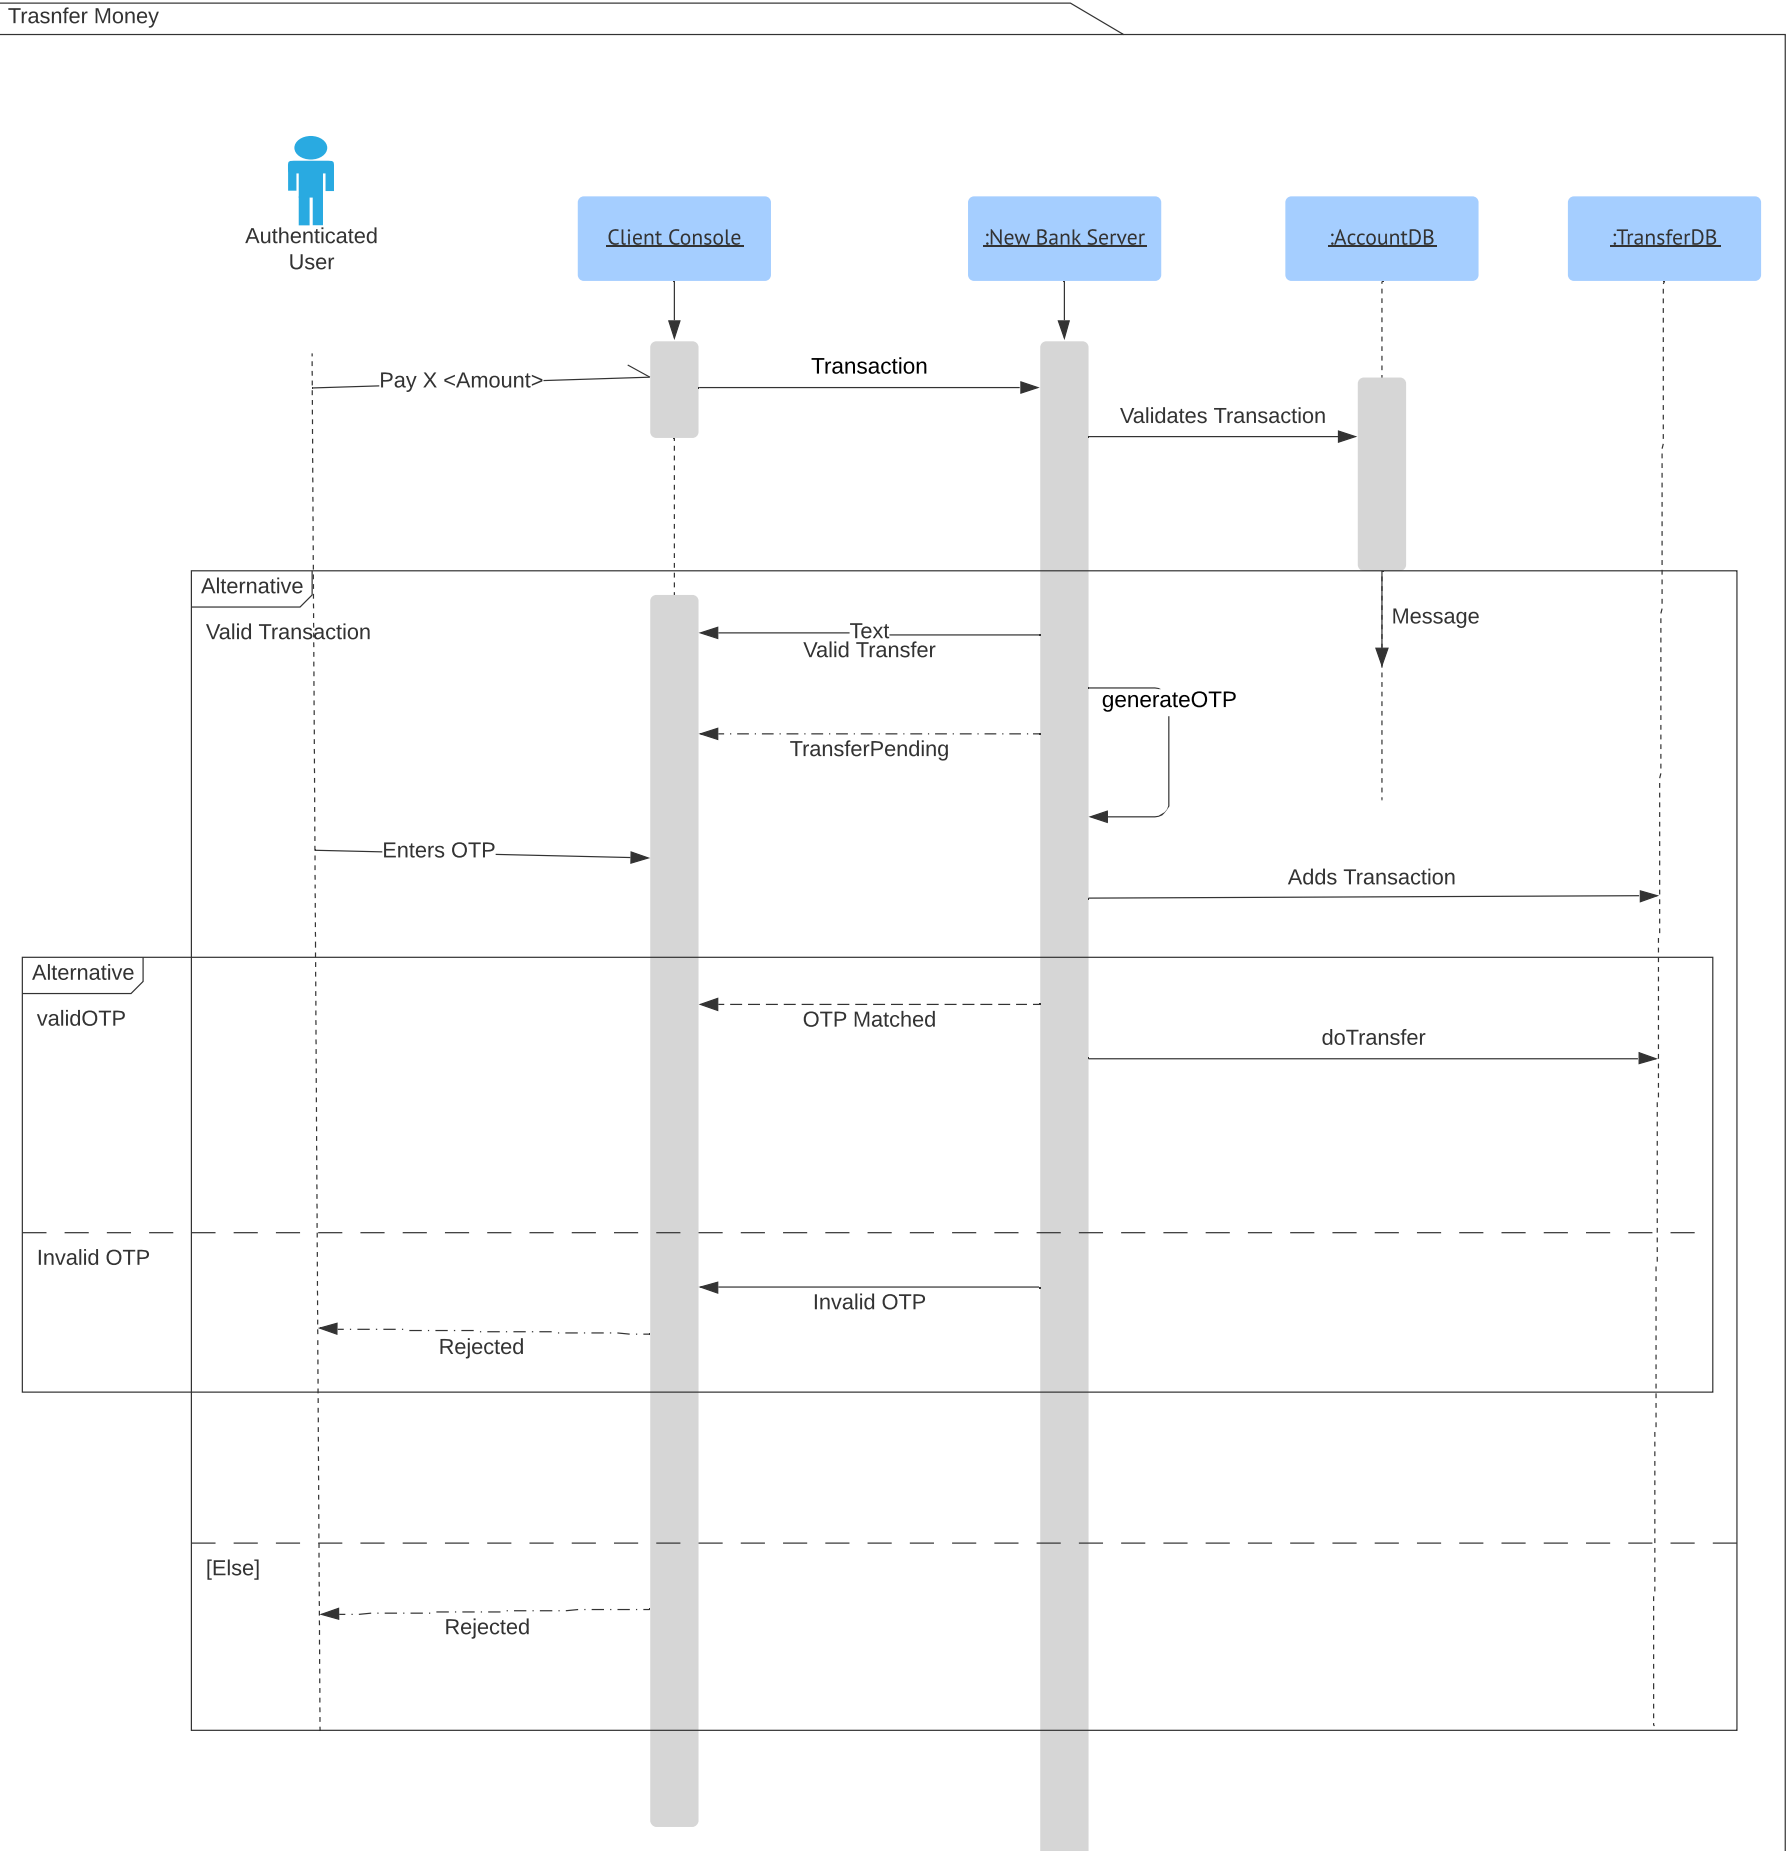 Trasnfer Money
Authenticated
User
Client Console
:New Bank Server
:AccountDB
:TransferDB
Pay X <Amount>
Transaction
Validates Transaction
Alternative
Valid Transaction
Text
Valid Transfer
Message
generateOTP
TransferPending
Enters OTP
Adds Transaction
Alternative
validOTP
OTP Matched
doTransfer
Invalid OTP
Invalid OTP
Rejected
[Else]
Rejected